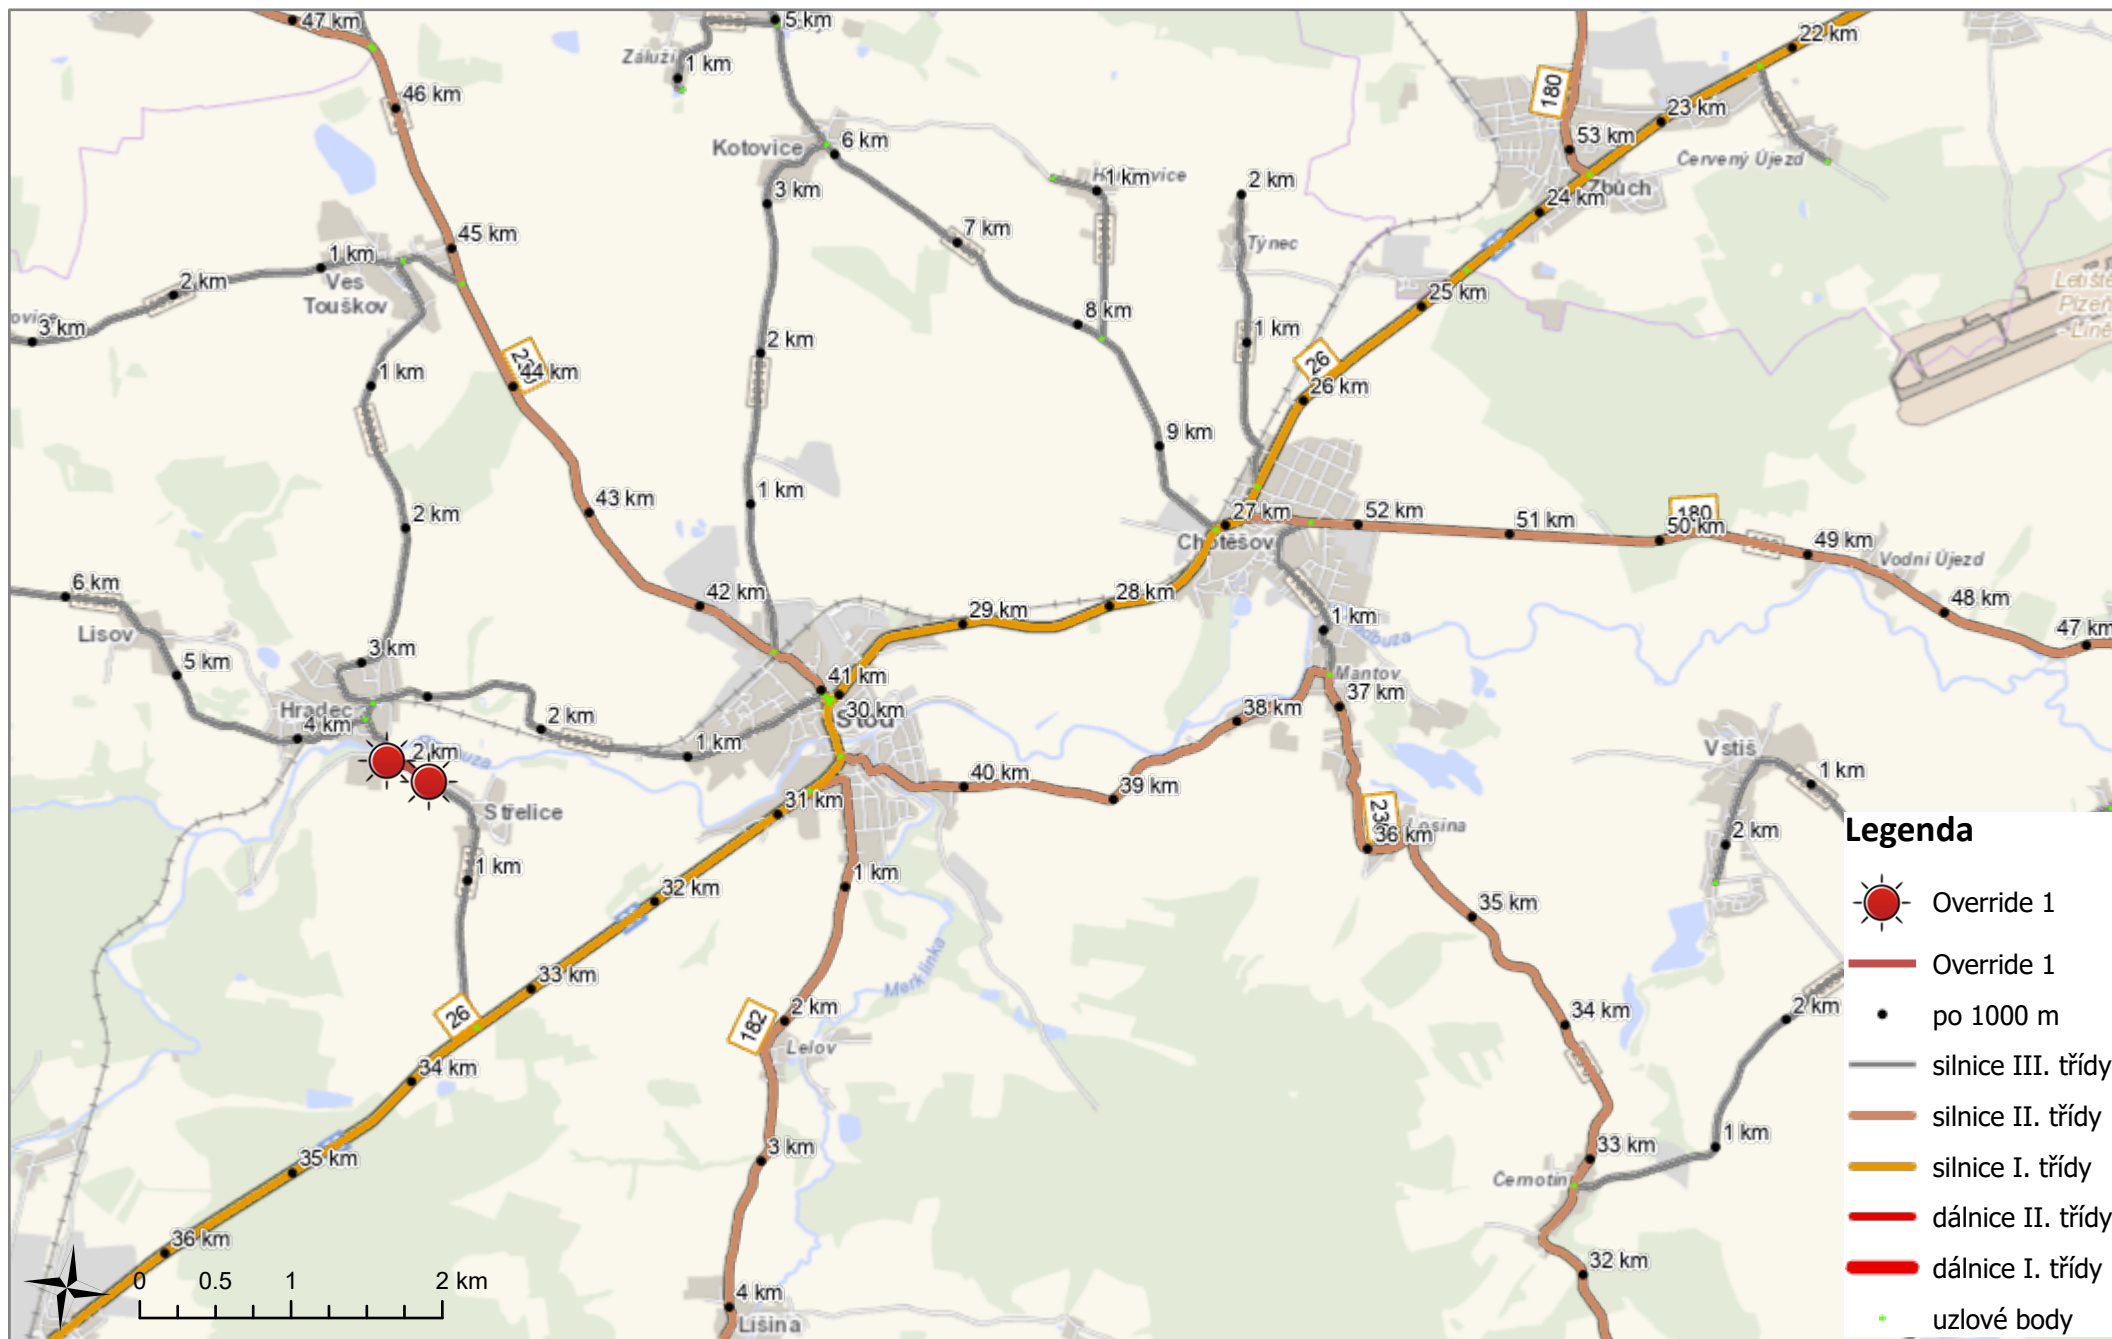 47 km
5 km
22 km
Záluží
1 km
46 km
180
23 km
53 km
Kotovice
6 km
Červený Újezd
1 km
3 km
2 km
Zbůch
24 km
45 km
7 km
Týnec
1 km
2 km
Ves
Touškov
Letiště
Plzeň
- Líně
25 km
3 km
8 km
1 km
2 km
26
44 km
1 km
26 km
9 km
43 km
1 km
2 km
27 km
52 km
51 km
180
50 km
49 km
Chotěšov
Vodní Újezd
6 km
42 km
29 km
28 km
48 km
Lisov
1 km
47 km
5 km
3 km
Mantov
41 km
37 km
30 km
Stod
38 km
Hradec
4 km
2 km
1 km
2 km
Vstiš
1 km
40 km
39 km
Střelice
31 km
36 km
Losina
2 km
Legenda
1 km
1 km
32 km
35 km
Override 1
Merklínka
33 km
Override 1
26
182
2 km
34 km
2 km
po 1000 m
Lelov
34 km
silnice III. třídy
silnice II. třídy
35 km
3 km
33 km
1 km
silnice I. třídy
Černotín
36 km
dálnice II. třídy
0 0.5 1 2 km
32 km
dálnice I. třídy
4 km
Lišina
uzlové body